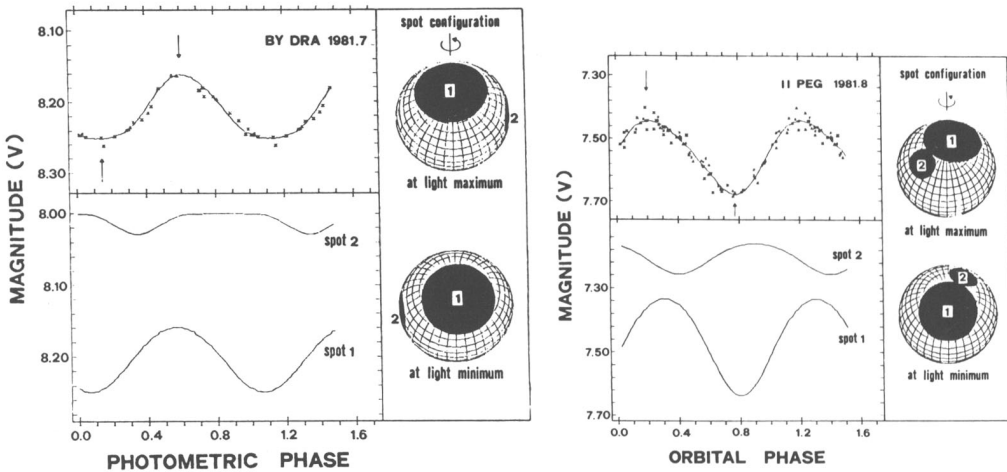 8.10
8.20
8.30
8.00
8.10
8.20
MAGNITUDE (V)
BY DRA 1981.7
spot 2
spot 1
0.0 0.4 0.8 1.2 1.6
PHOTOMETRIC PHASE
spot configuration
1
2
at light maximum
1
2
at light minimum
7.30
7.50
7.70
7.30
7.50
7.70
MAGNITUDE (V)
II PEG 1981.8
spot 2
spot 1
0.0 0.4 0.8 1.2 1.6
ORBITAL PHASE
spot configuration
1
2
at light maximum
2
1
at light minimum